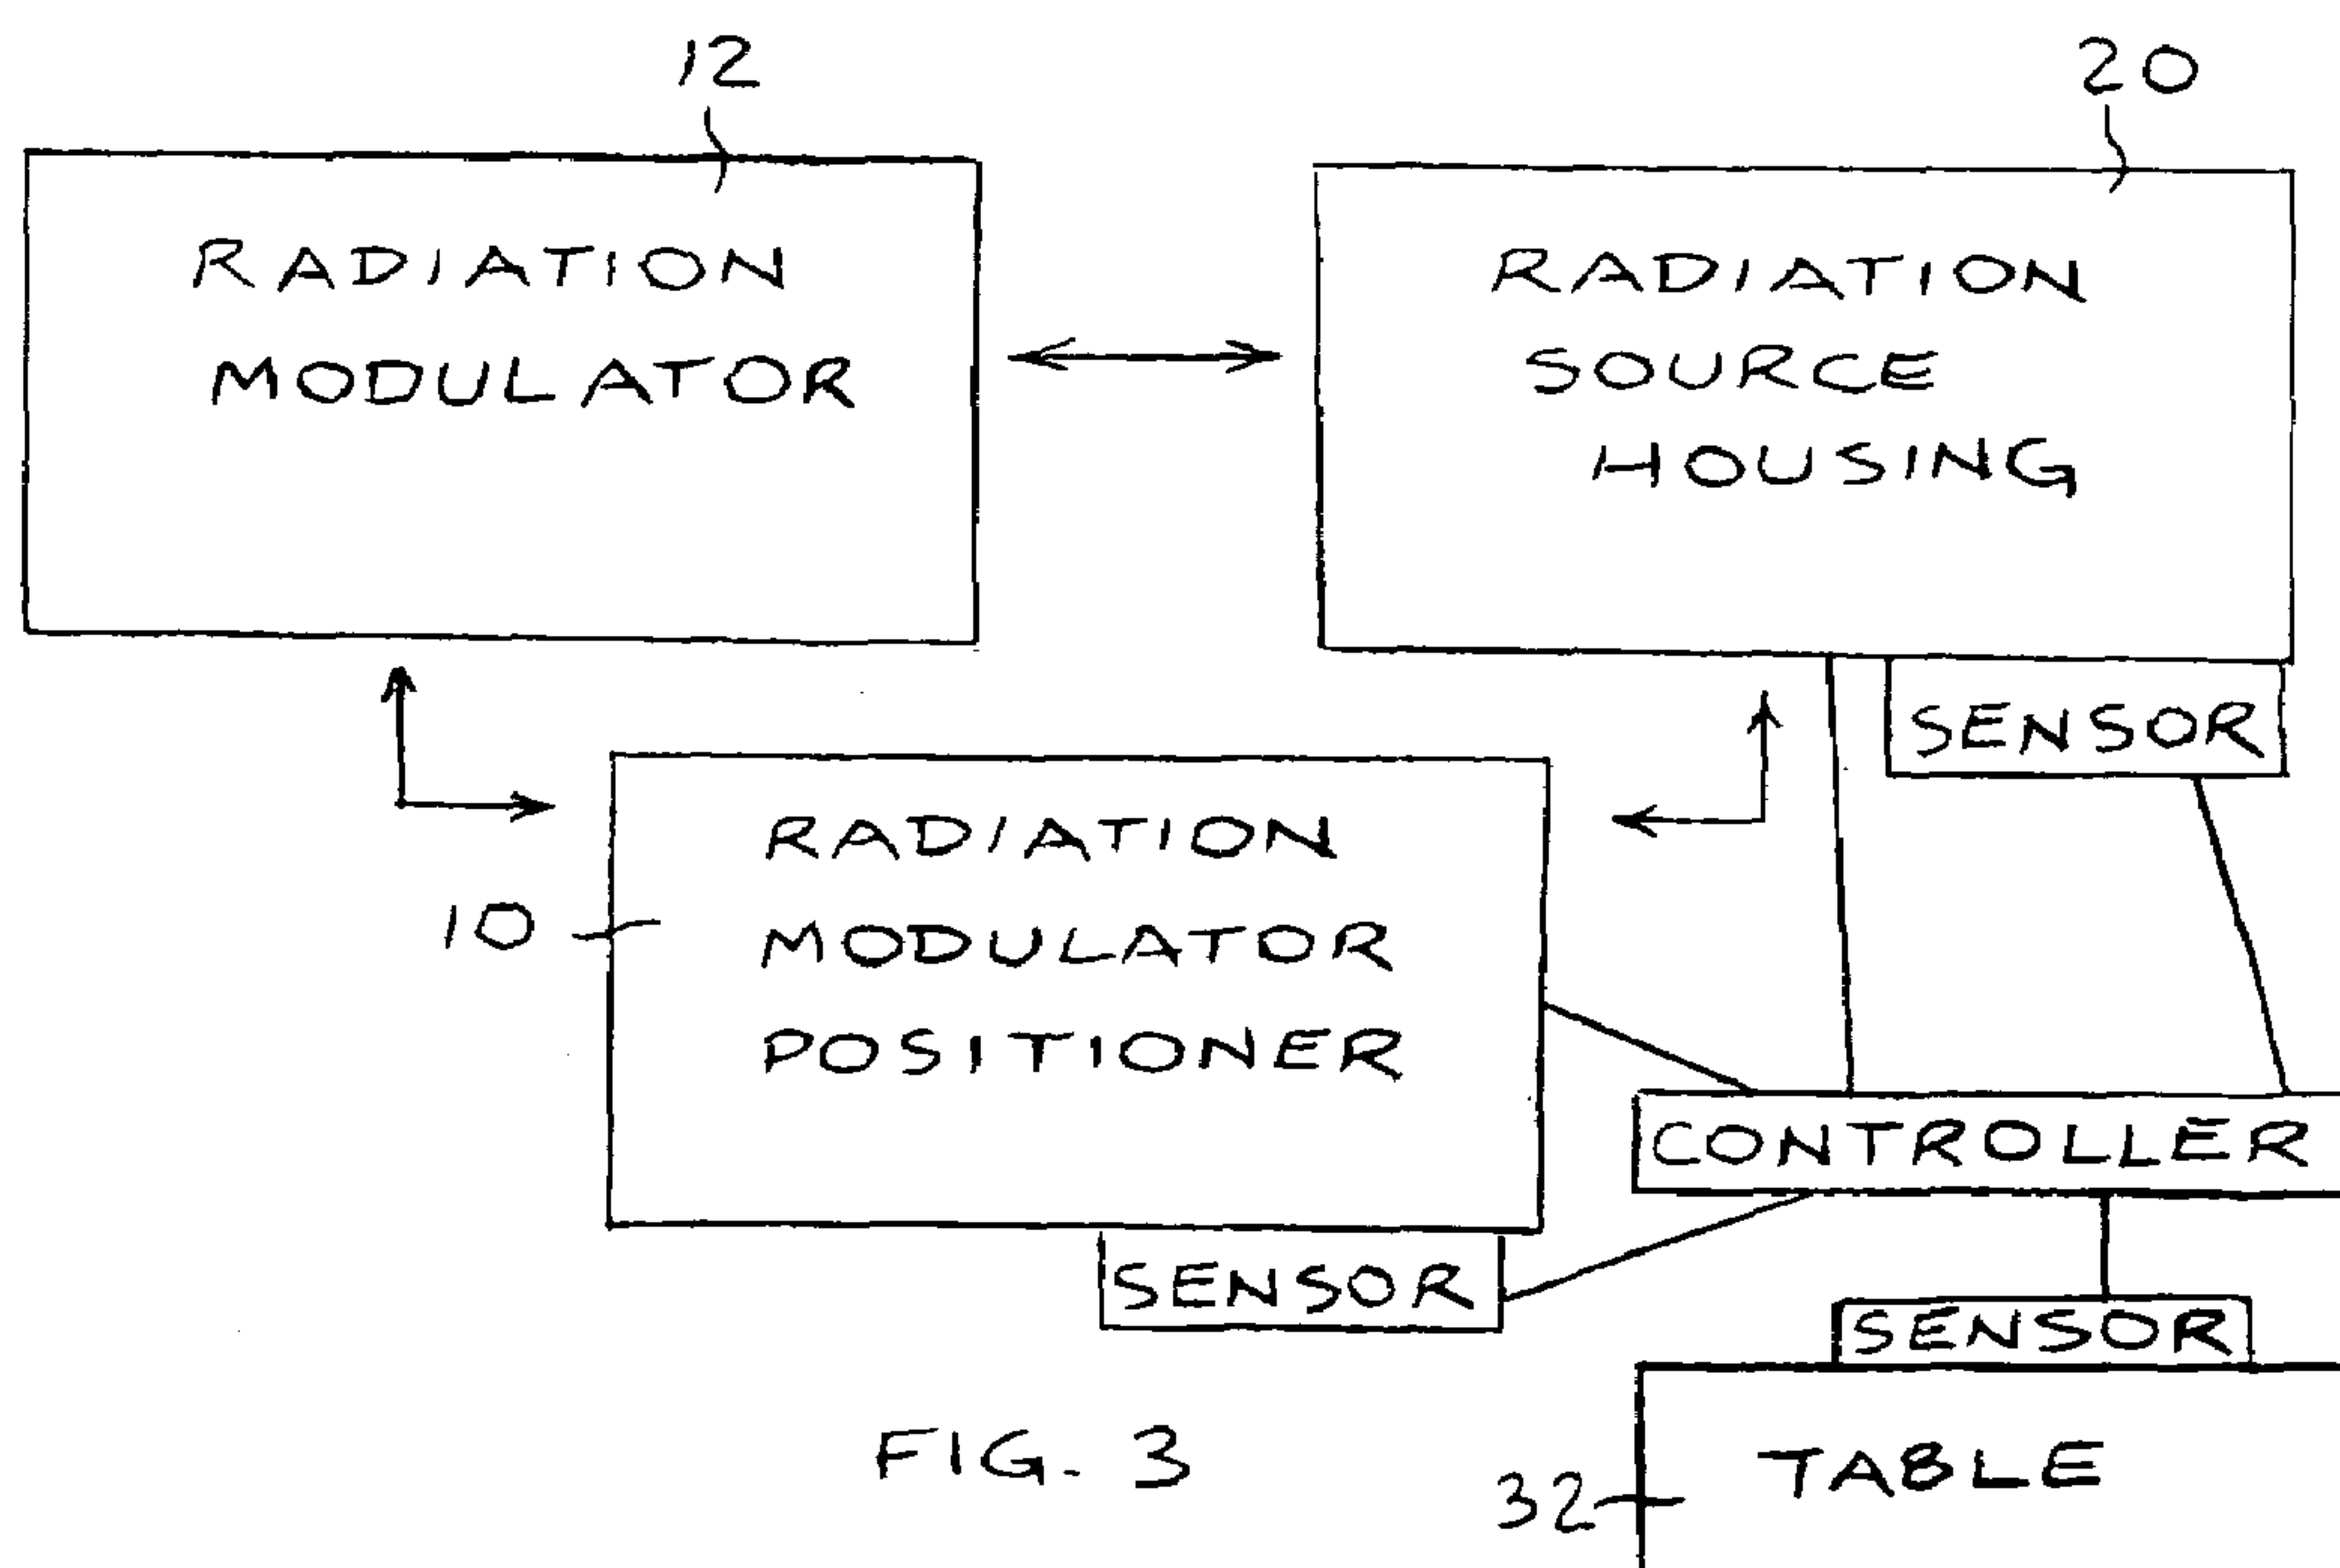 12
20
RADIATION
MODULATOR
RADIATION
SOURCE
HOUSING
SENSOR
10
RADIATION
MODULATOR
POSITIONER
CONTROLLER
SENSOR
SENSOR
FIG. 3
32
TABLE